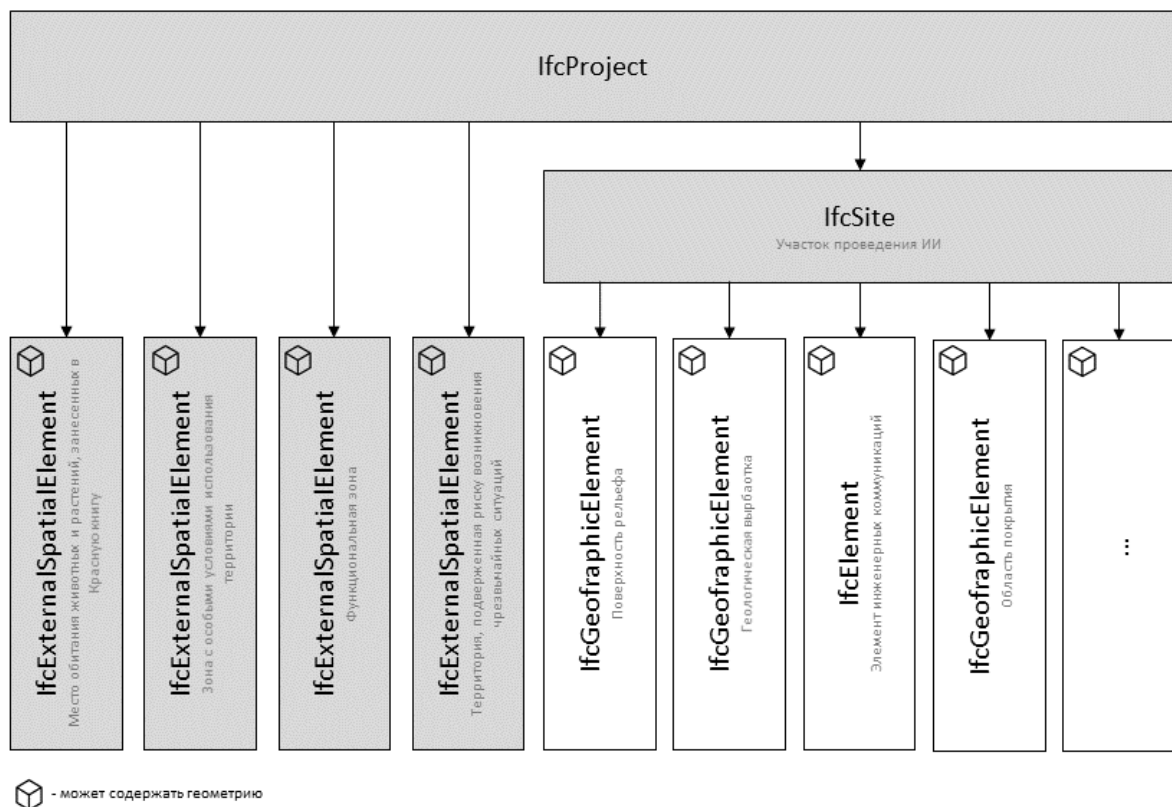 IfcProject
IfcSite
Участок проведения ИИ
IfcExternalSpatialElement
Место обитания животных и растений, занесенных в
Красную книгу
IfcExternalSpatialElement
Зона с особыми условиями использования
территории
IfcExternalSpatialElement
Функциональная зона
IfcExternalSpatialElement
Территория, подверженная риску возникновения
чрезвычайных ситуаций
IfcGeofraphicElement
Поверхность рельефа
IfcGeofraphicElement
Геологическая вырбаотка
IfcElement
Элемент инженерных коммуникаций
IfcGeofraphicElement
Область покрытия
...
- может содержать геометрию